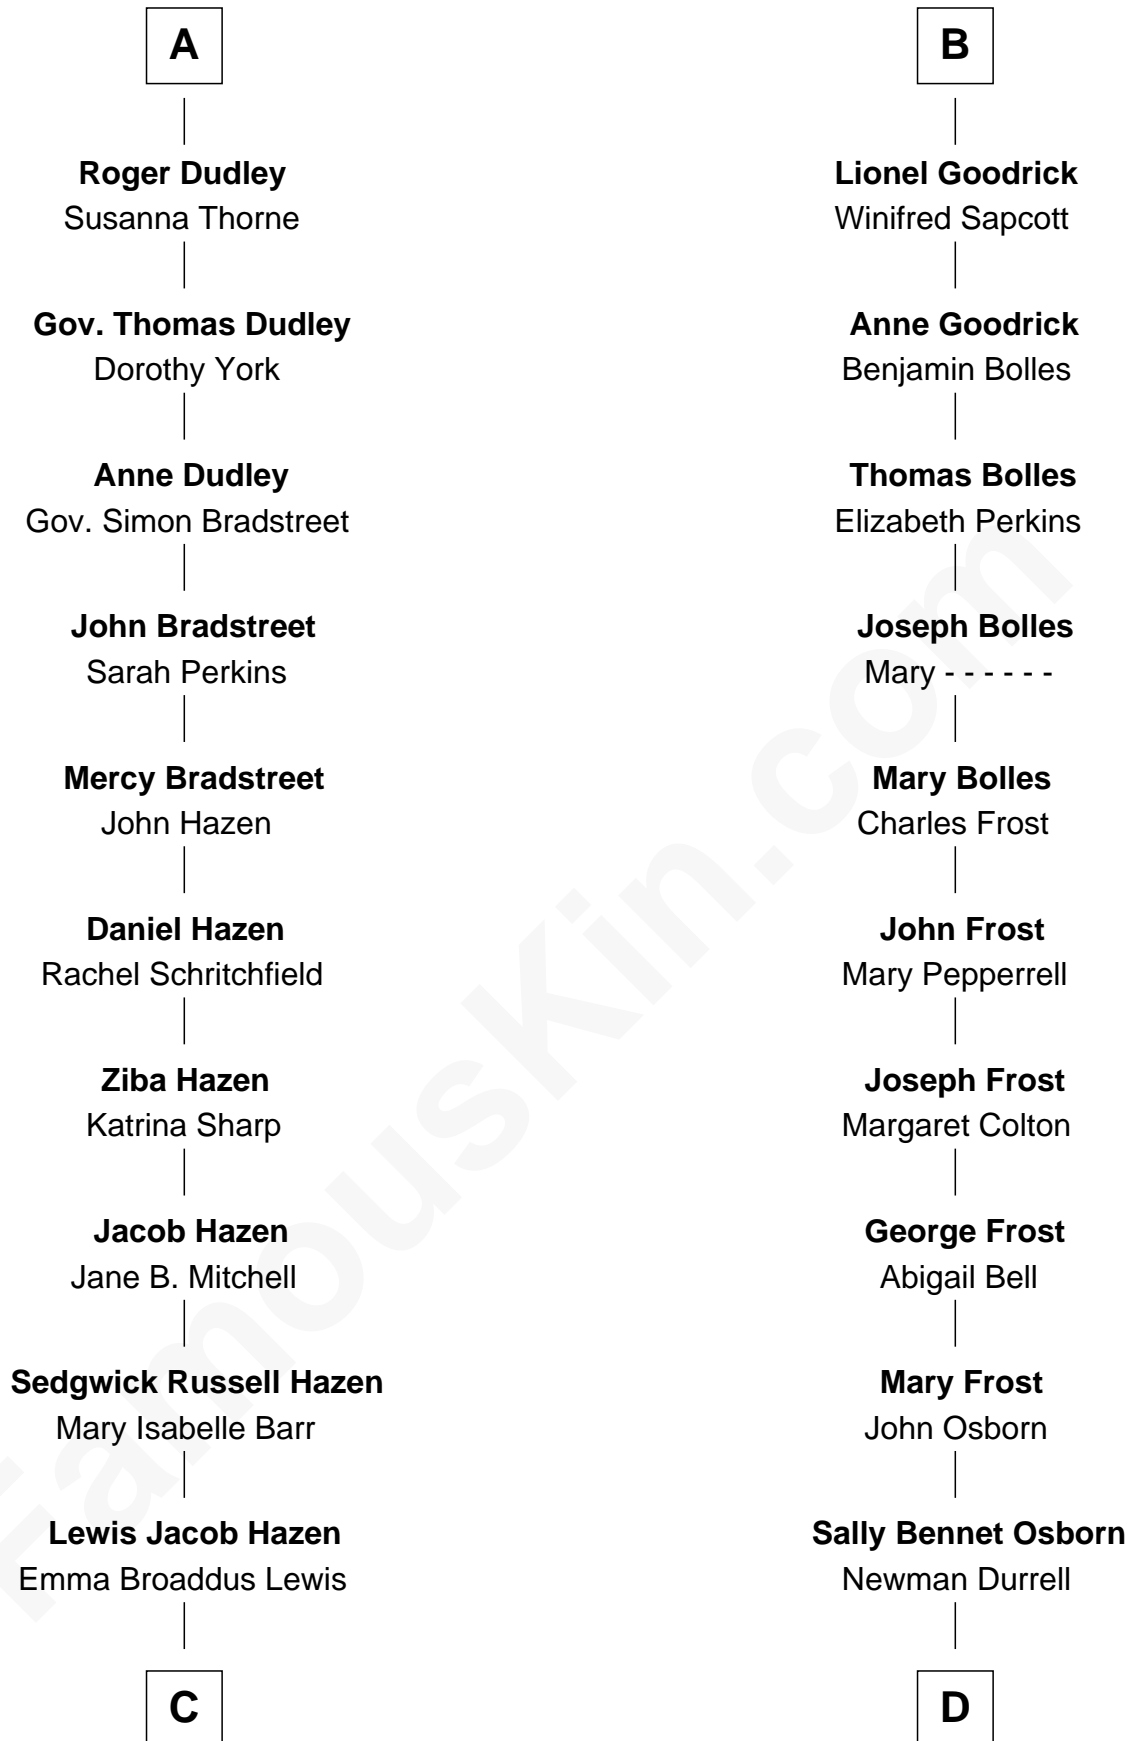 A
Roger Dudley
Susanna Thorne
Gov. Thomas Dudley
Dorothy York
Anne Dudley
Gov. Simon Bradstreet
John Bradstreet
Sarah Perkins
Mercy Bradstreet
John Hazen
Daniel Hazen
Rachel Schritchfield
Ziba Hazen
Katrina Sharp
Jacob Hazen
Jane B. Mitchell
Sedgwick Russell Hazen
Mary Isabelle Barr
Lewis Jacob Hazen
Emma Broaddus Lewis
C
B
Lionel Goodrick
Winifred Sapcott
Anne Goodrick
Benjamin Bolles
Thomas Bolles
Elizabeth Perkins
Joseph Bolles
Mary - - - - - -
Mary Bolles
Charles Frost
John Frost
Mary Pepperrell
Joseph Frost
Margaret Colton
George Frost
Abigail Bell
Mary Frost
John Osborn
Sally Bennet Osborn
Newman Durrell
D
FamousKin.com